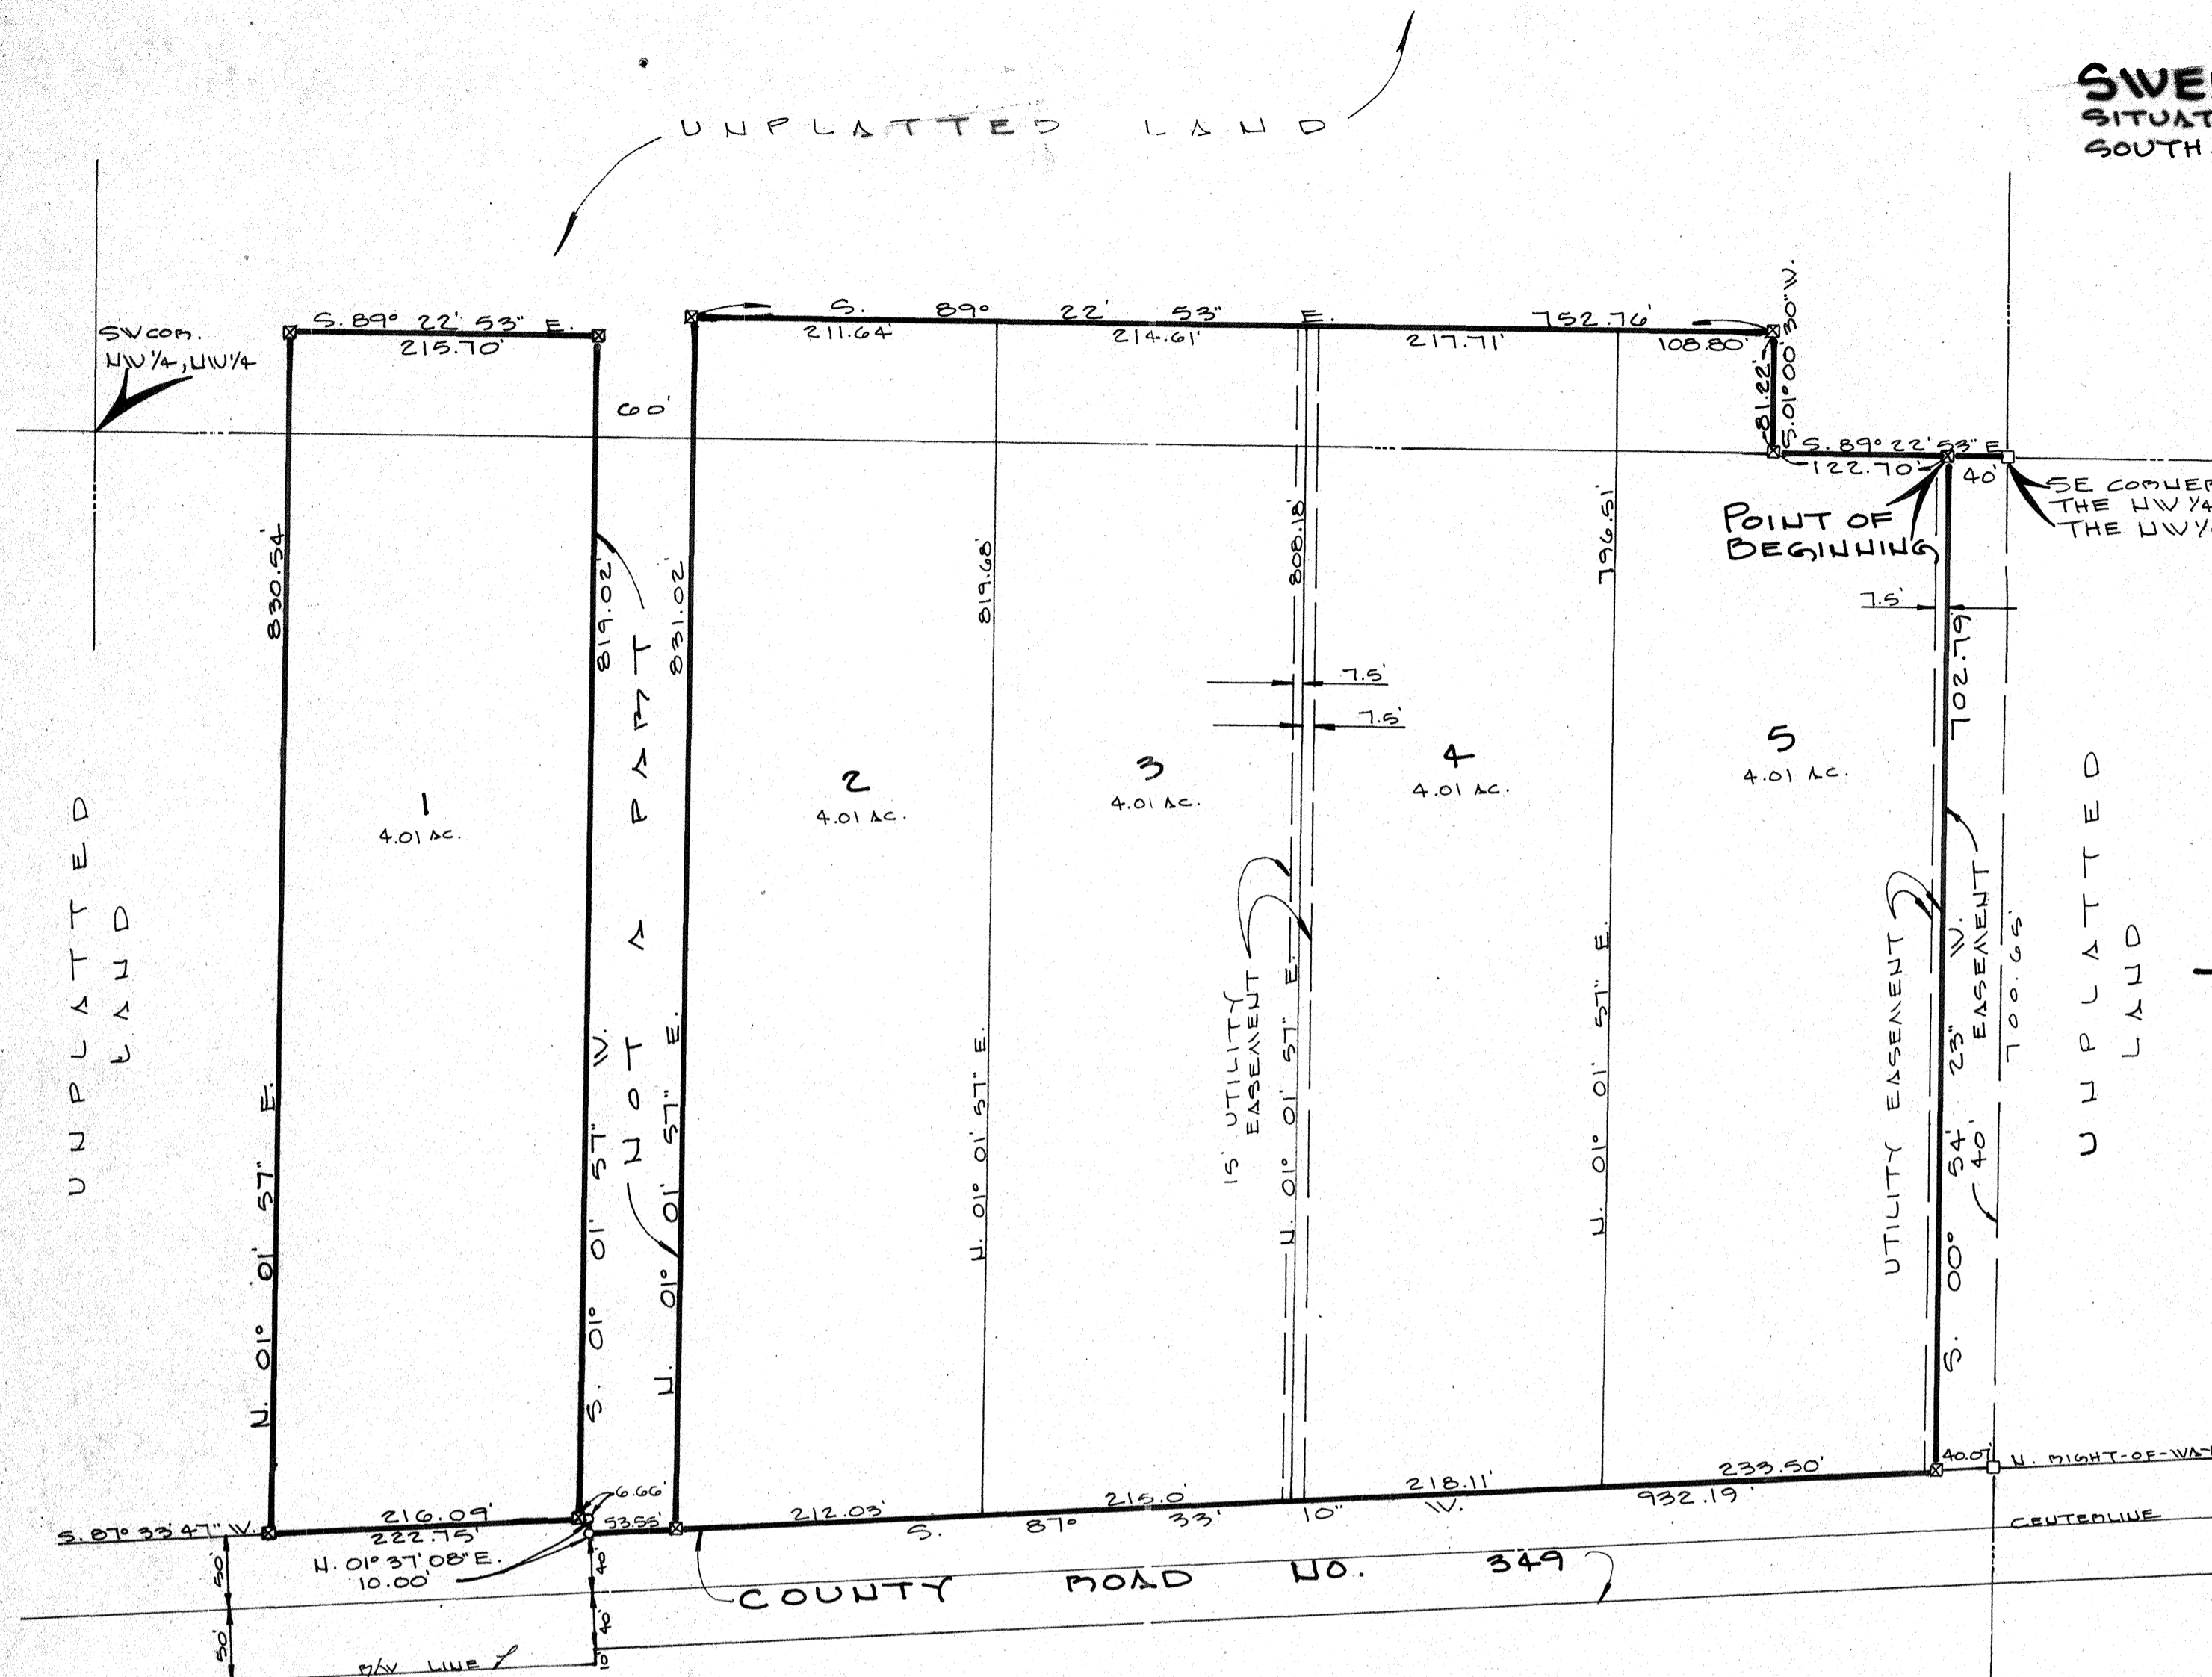 UNPLATTED LAND
SWE
SITUAT
SOUTH
SW COR.
NW 1/4, NW 1/4
S. 89° 22' 53" E.
215.70'
60'
S. 89° 22' 53" E. 752.76'
211.64'
214.61'
217.71'
108.80'
81.22'
S. 01° 00' 30" W.
S. 89° 22' 53" E
122.70'
40'
SE CORNER
THE NW 1/4
THE NW 1/
POINT OF
BEGINNING
830.54'
819.02'
831.02'
819.68'
808.18'
796.51'
7.5'
702.79'
7.5'
7.5'
1
4.01 AC.
2
4.01 AC.
3
4.01 AC.
4
4.01 AC.
5
4.01 AC.
UNPLATTED
LAND
NOT A PART
N. 01° 01' 57" E.
S. 01° 01' 57" W.
N. 01° 01' 57" E.
N. 01° 01' 57" E.
15' UTILITY
EASEMENT
N. 01° 01' 57" E.
N. 01° 01' 57" E.
UTILITY EASEMENT
S. 00° 54' 23" W.
40' EASEMENT
700.65'
UNPLATTED
LAND
S. 87° 33' 47" W.
216.09'
222.75'
6.66'
53.55'
N. 01° 37' 08" E.
10.00'
212.03'
215.0'
218.11'
233.50'
S. 87° 33' 10" W. 932.19'
40.07'
N. RIGHT-OF-WA
CENTERLINE
COUNTY ROAD NO. 349
50'
50'
40'
40'
10'
R/W LINE